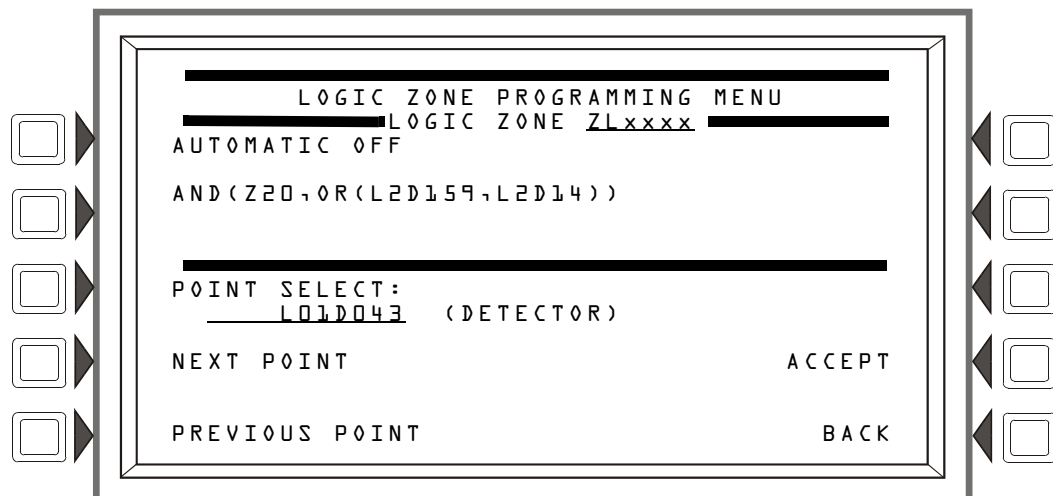 LOGIC ZONE PROGRAMMING MENU
LOGIC ZONE ZLxxxx
AUTOMATIC OFF
AND(Z20,OR(L2D159,L2D14))
POINT SELECT:
L01D043 (DETECTOR)
NEXT POINT ACCEPT
PREVIOUS POINT BACK